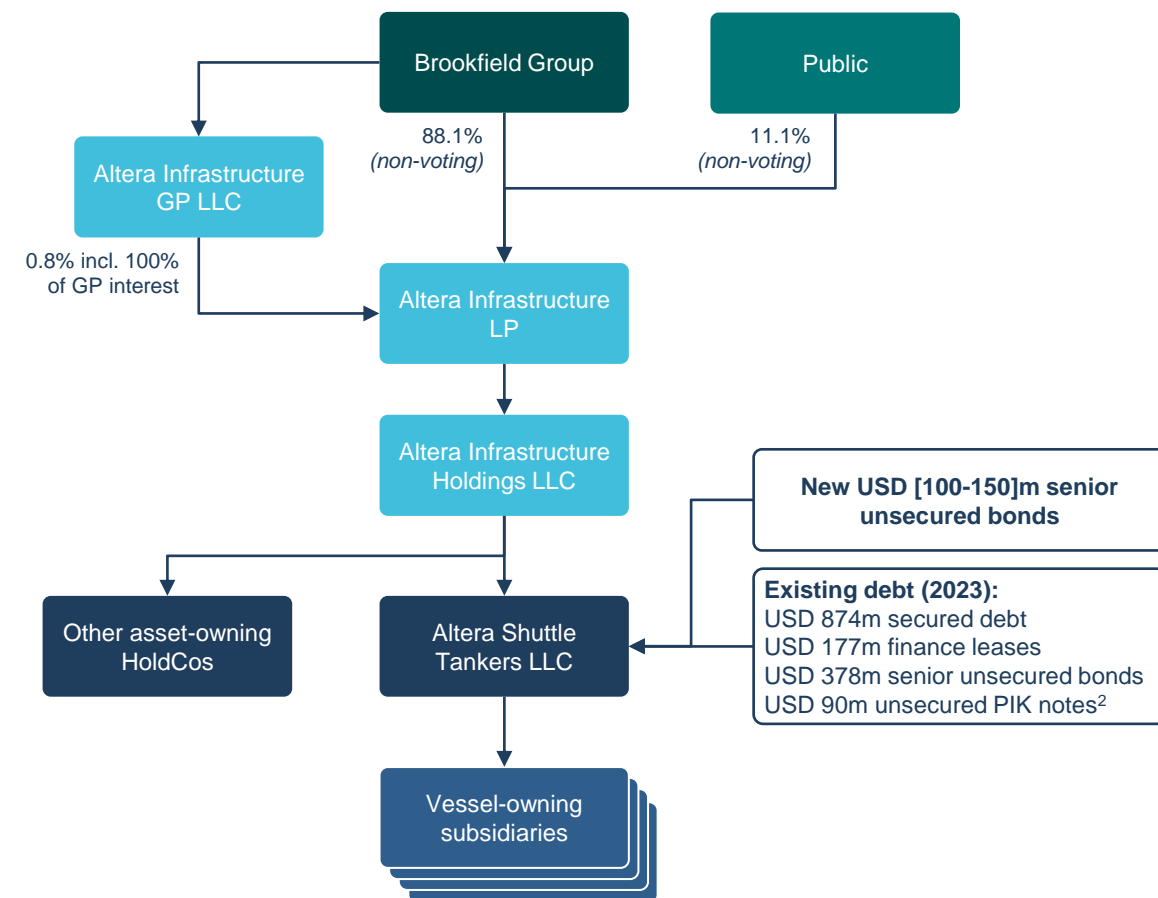 Brookfield Group
Public
88.1%
(non-voting)
11.1%
(non-voting)
Altera Infrastructure
GP LLC
0.8% incl. 100%
of GP interest
Altera Infrastructure
LP
Altera Infrastructure
Holdings LLC
New USD [100-150]m senior
unsecured bonds
Existing debt (2023):
USD 874m secured debt
USD 177m finance leases
USD 378m senior unsecured bonds
USD 90m unsecured PIK notes²
Other asset-owning
HoldCos
Altera Shuttle
Tankers LLC
Vessel-owning
subsidiaries